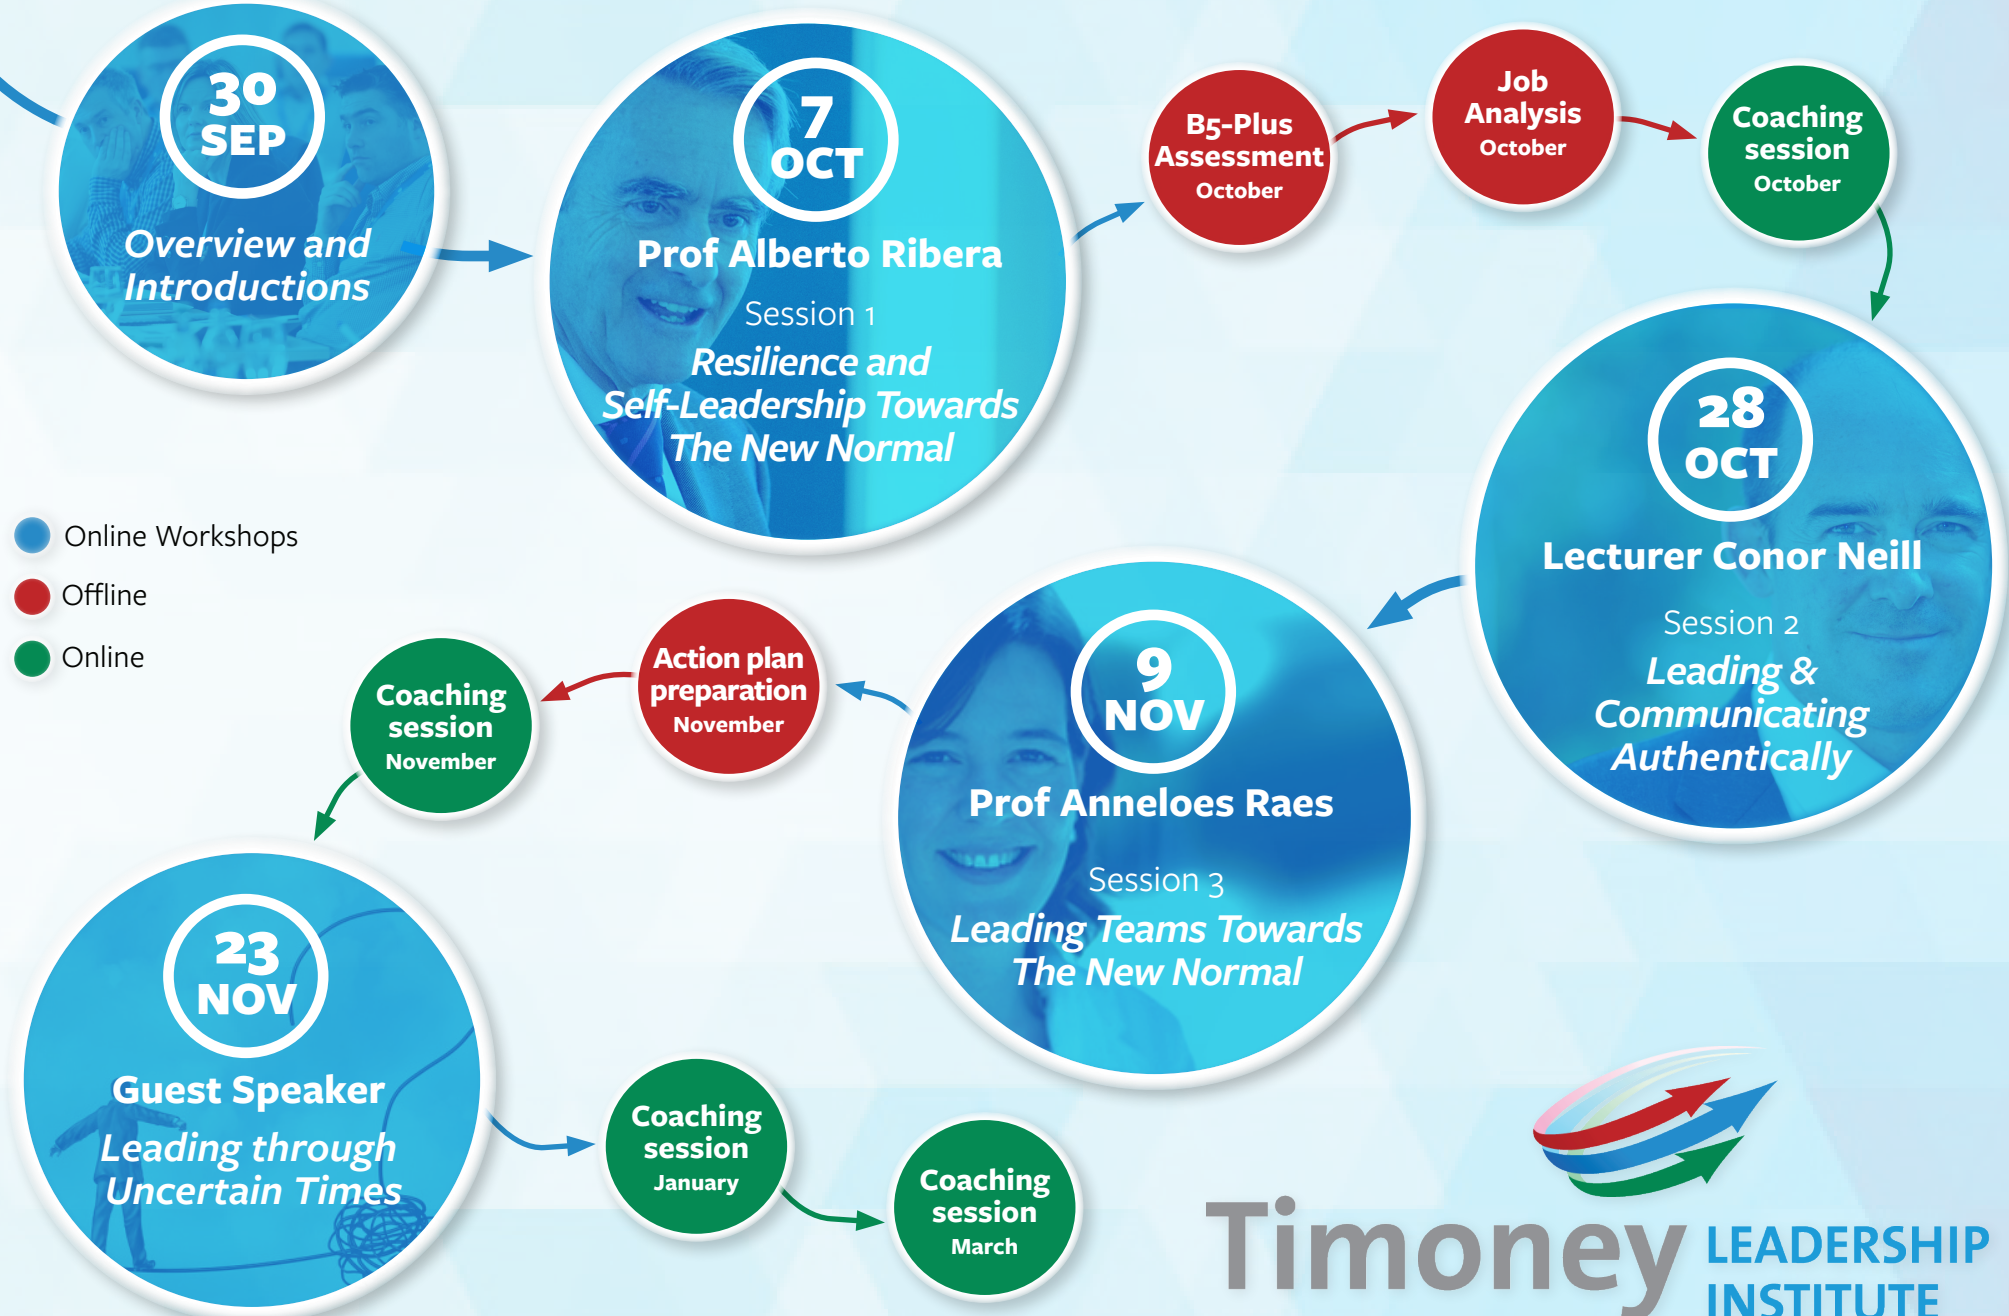 30
SEP
Overview and
Introductions
7
OCT
Prof Alberto Ribera
Session 1
Resilience and
Self-Leadership Towards
The New Normal
B5-Plus
Assessment
October
Job
Analysis
October
Coaching
session
October
28
OCT
Lecturer Conor Neill
Session 2
Leading &
Communicating
Authentically
Online Workshops
Offline
Online
9
NOV
Prof Anneloes Raes
Session 3
Leading Teams Towards
The New Normal
Action plan
preparation
November
Coaching
session
November
23
NOV
Guest Speaker
Leading through
Uncertain Times
Coaching
session
January
Coaching
session
March
Timoney LEADERSHIP
INSTITUTE